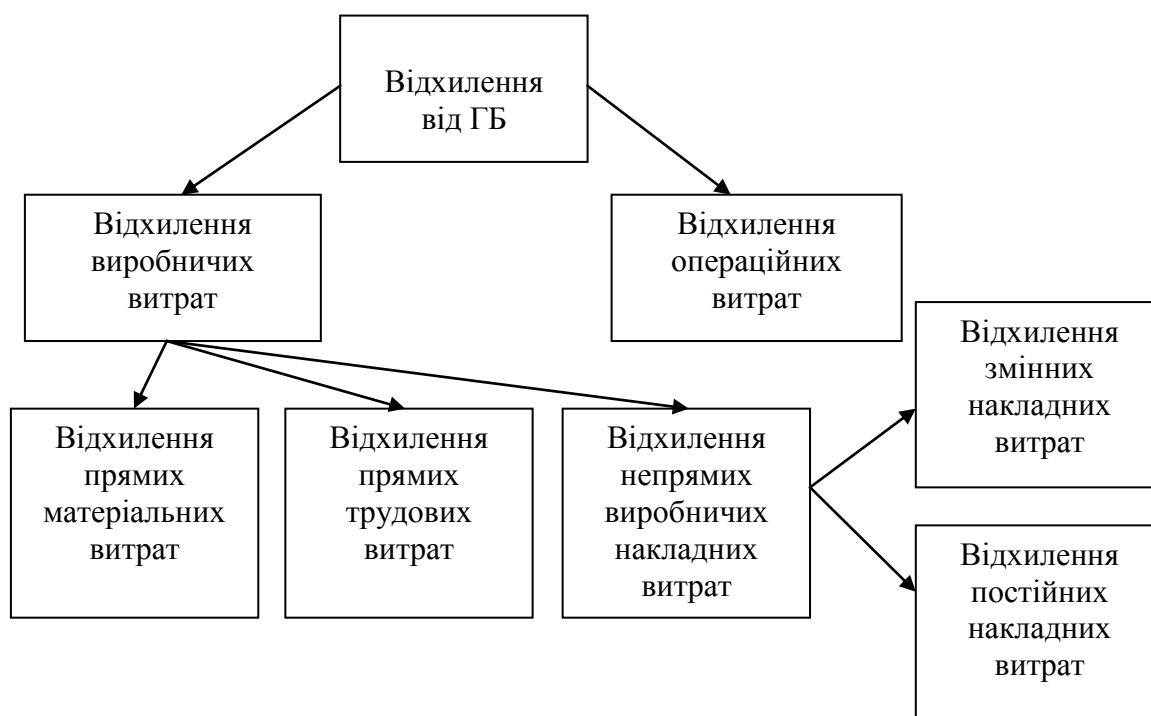 Відхилення
від ГБ
Відхилення
виробничих
витрат
Відхилення
операційних
витрат
Відхилення
прямих
матеріальних
витрат
Відхилення
прямих
трудових
витрат
Відхилення
непрямих
виробничих
накладних
витрат
Відхилення
змінних
накладних
витрат
Відхилення
постійних
накладних
витрат